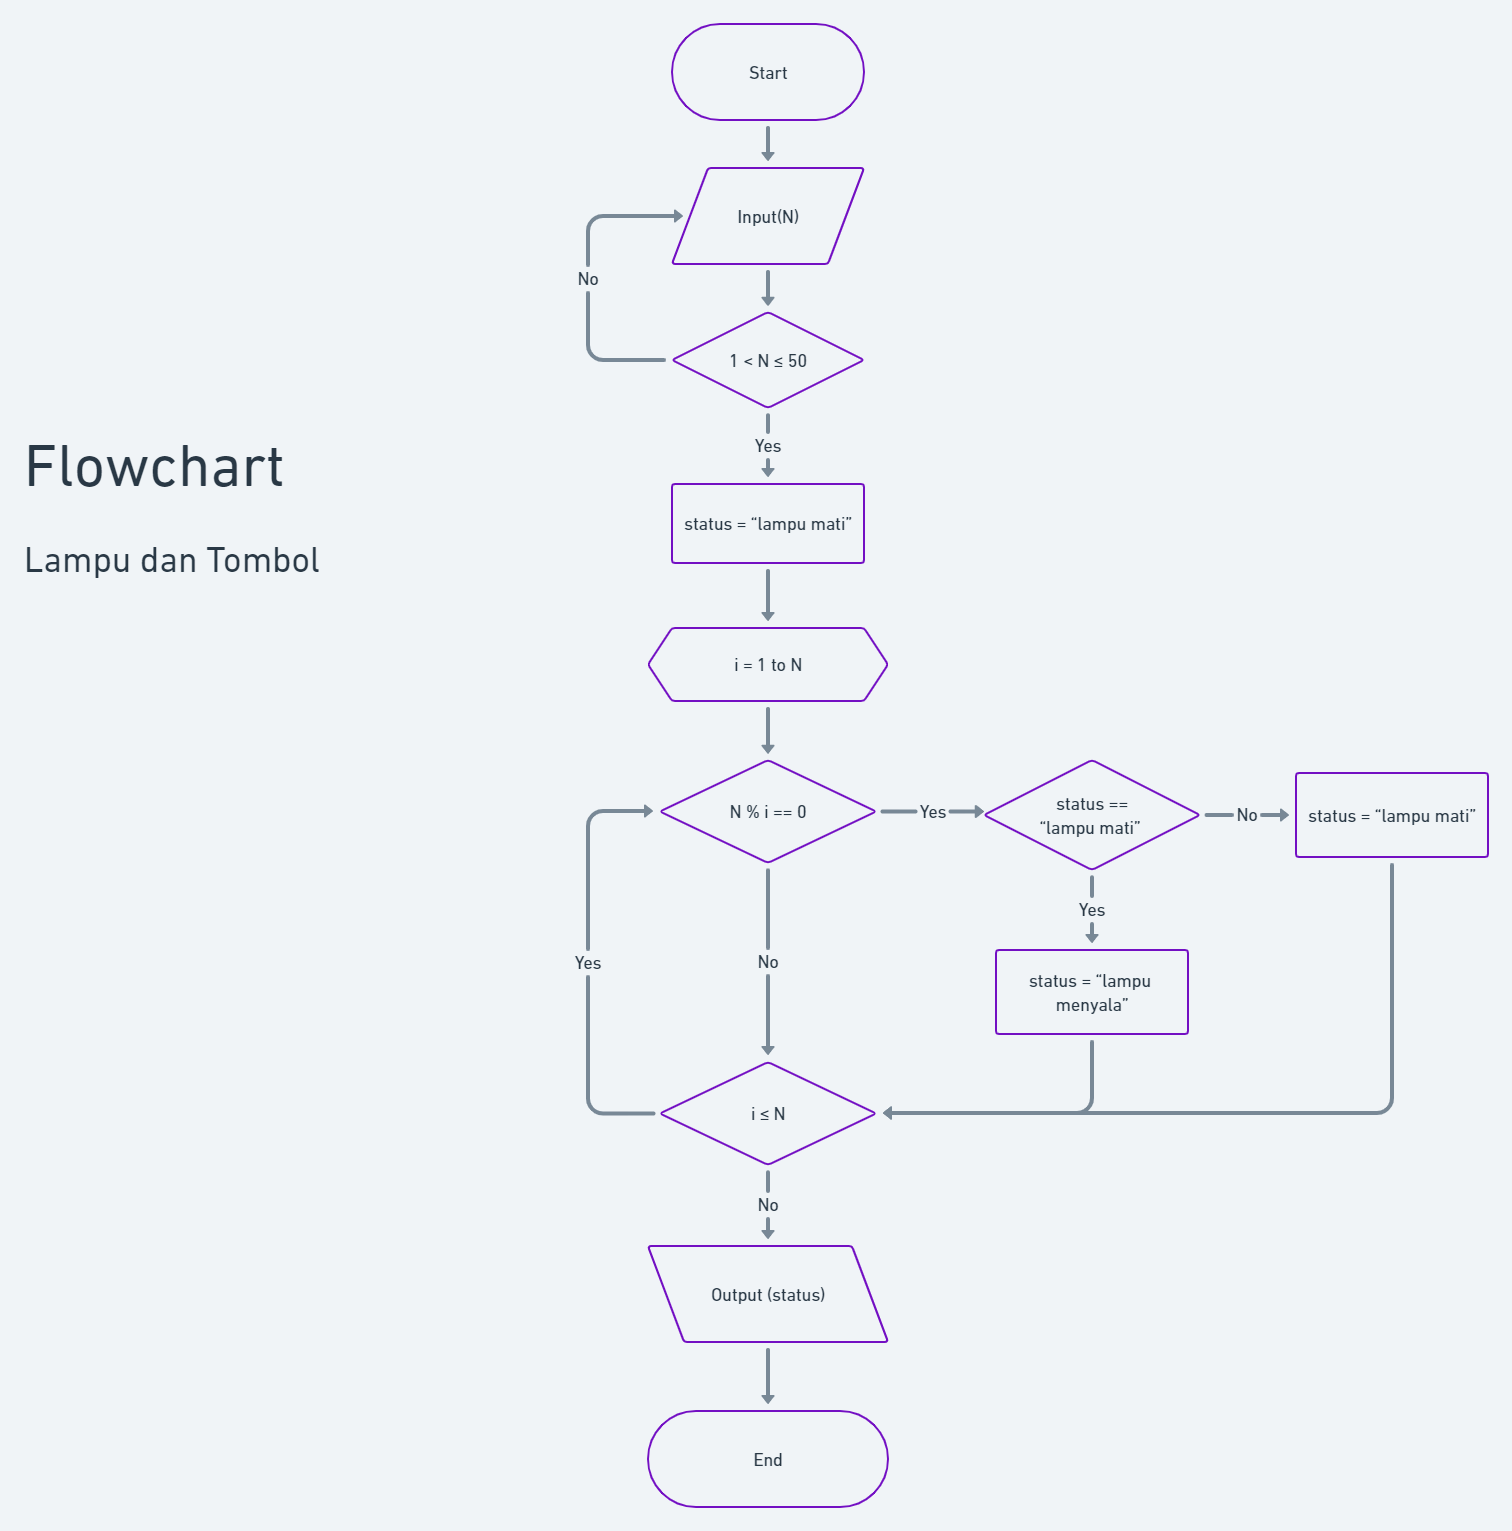 Flowchart
Lampu dan Tombol
Start
Input(N)
No
1 < N ≤ 50
Yes
status = “lampu mati”
i = 1 to N
N % i == 0
Yes
status ==
“lampu mati”
No
status = “lampu mati”
Yes
status = “lampu
menyala”
Yes
No
i ≤ N
No
Output (status)
End